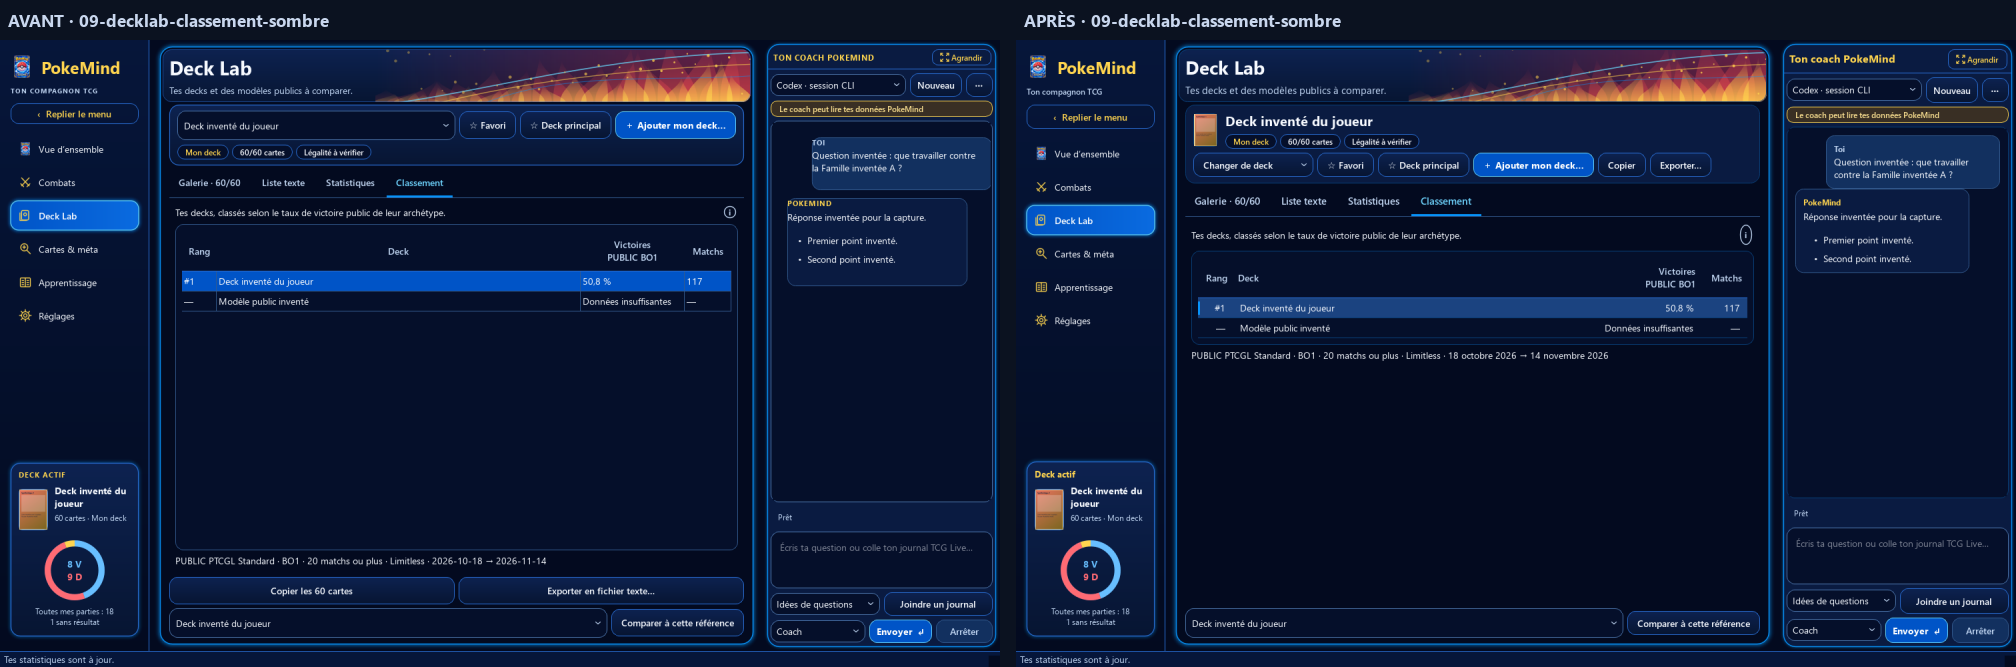 AVANT · 09-decklab-classement-sombre
PokeMind
TON COMPAGNON TCG
‹ Replier le menu
Vue d'ensemble
Combats
Deck Lab
Cartes & méta
Apprentissage
Réglages
DECK ACTIF
Deck inventé du
joueur
60 cartes · Mon deck
8 V
9 D
Toutes mes parties : 18
1 sans résultat
Tes statistiques sont à jour.
Deck Lab
Tes decks et des modèles publics à comparer.
Deck inventé du joueur
☆ Favori
☆ Deck principal
+ Ajouter mon deck...
Mon deck
60/60 cartes
Légalité à vérifier
Galerie · 60/60
Liste texte
Statistiques
Classement
Tes decks, classés selon le taux de victoire public de leur archétype.
Rang
Deck
Victoires
PUBLIC BO1
Matchs
#1
Deck inventé du joueur
50,8 %
117
—
Modèle public inventé
Données insuffisantes
—
PUBLIC PTCGL Standard · BO1 · 20 matchs ou plus · Limitless · 2026-10-18 → 2026-11-14
Copier les 60 cartes
Exporter en fichier texte...
Deck inventé du joueur
Comparer à cette référence
TON COACH POKEMIND
Agrandir
Codex · session CLI
Nouveau
...
Le coach peut lire tes données PokeMind
TOI
Question inventée : que travailler contre
la Famille inventée A ?
POKEMIND
Réponse inventée pour la capture.
• Premier point inventé.
• Second point inventé.
Prêt
Écris ta question ou colle ton journal TCG Live...
Idées de questions
Joindre un journal
Coach
Envoyer ↲
Arrêter
APRÈS · 09-decklab-classement-sombre
PokeMind
Ton compagnon TCG
‹ Replier le menu
Vue d'ensemble
Combats
Deck Lab
Cartes & méta
Apprentissage
Réglages
Deck actif
Deck inventé du
joueur
60 cartes · Mon deck
8 V
9 D
Toutes mes parties : 18
1 sans résultat
Tes statistiques sont à jour.
Deck Lab
Tes decks et des modèles publics à comparer.
Deck inventé du joueur
Mon deck
60/60 cartes
Légalité à vérifier
Changer de deck
☆ Favori
☆ Deck principal
+ Ajouter mon deck...
Copier
Exporter...
Galerie · 60/60
Liste texte
Statistiques
Classement
Tes decks, classés selon le taux de victoire public de leur archétype.
Rang
Deck
Victoires
PUBLIC BO1
Matchs
#1
Deck inventé du joueur
50,8 %
117
—
Modèle public inventé
Données insuffisantes
—
PUBLIC PTCGL Standard · BO1 · 20 matchs ou plus · Limitless · 18 octobre 2026 → 14 novembre 2026
Deck inventé du joueur
Comparer à cette référence
Ton coach PokeMind
Agrandir
Codex · session CLI
Nouveau
...
Le coach peut lire tes données PokeMind
Toi
Question inventée : que travailler
contre la Famille inventée A ?
PokeMind
Réponse inventée pour la capture.
• Premier point inventé.
• Second point inventé.
Prêt
Écris ta question ou colle ton journal TCG Live...
Idées de questions
Joindre un journal
Coach
Envoyer ↲
Arrêter